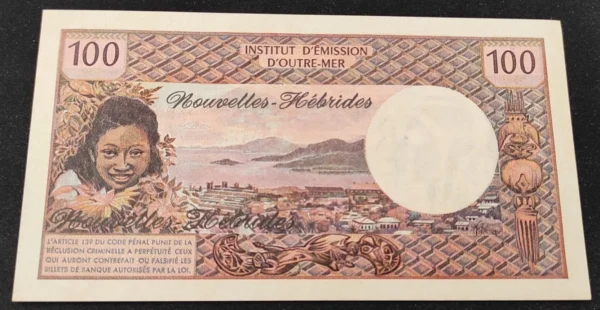 100
INSTITUT D'ÉMISSION
D'OUTRE-MER
100
Nouvelles-Hébrides
Nouvelles-Hébrides
L'ARTICLE 139 DU CODE PÉNAL PUNIT DE LA
RÉCLUSION CRIMINELLE A PERPÉTUITÉ CEUX
QUI AURONT CONTREFAIT OU FALSIFIÉ LES
BILLETS DE BANQUE AUTORISÉS PAR LA LOI.